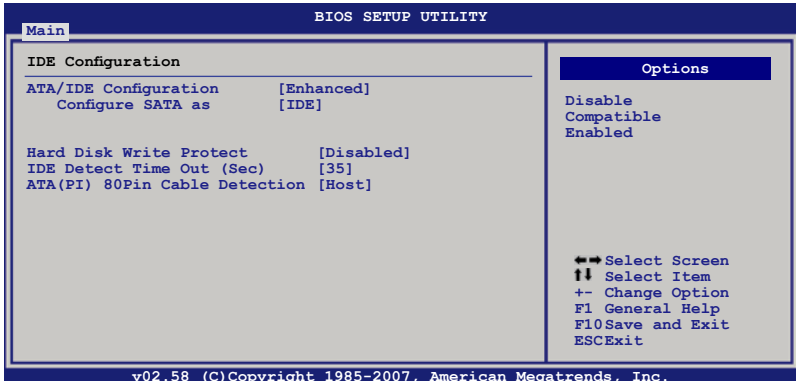 BIOS SETUP UTILITY
Main
IDE Configuration
ATA/IDE Configuration [Enhanced]
Configure SATA as [IDE]
Hard Disk Write Protect [Disabled]
IDE Detect Time Out (Sec) [35]
ATA(PI) 80Pin Cable Detection [Host]
Options
Disable
Compatible
Enabled
Select Screen
Select Item
+- Change Option
F1 General Help
F10Save and Exit
ESCExit
v02.58 (C)Copyright 1985-2007, American Megatrends, Inc.